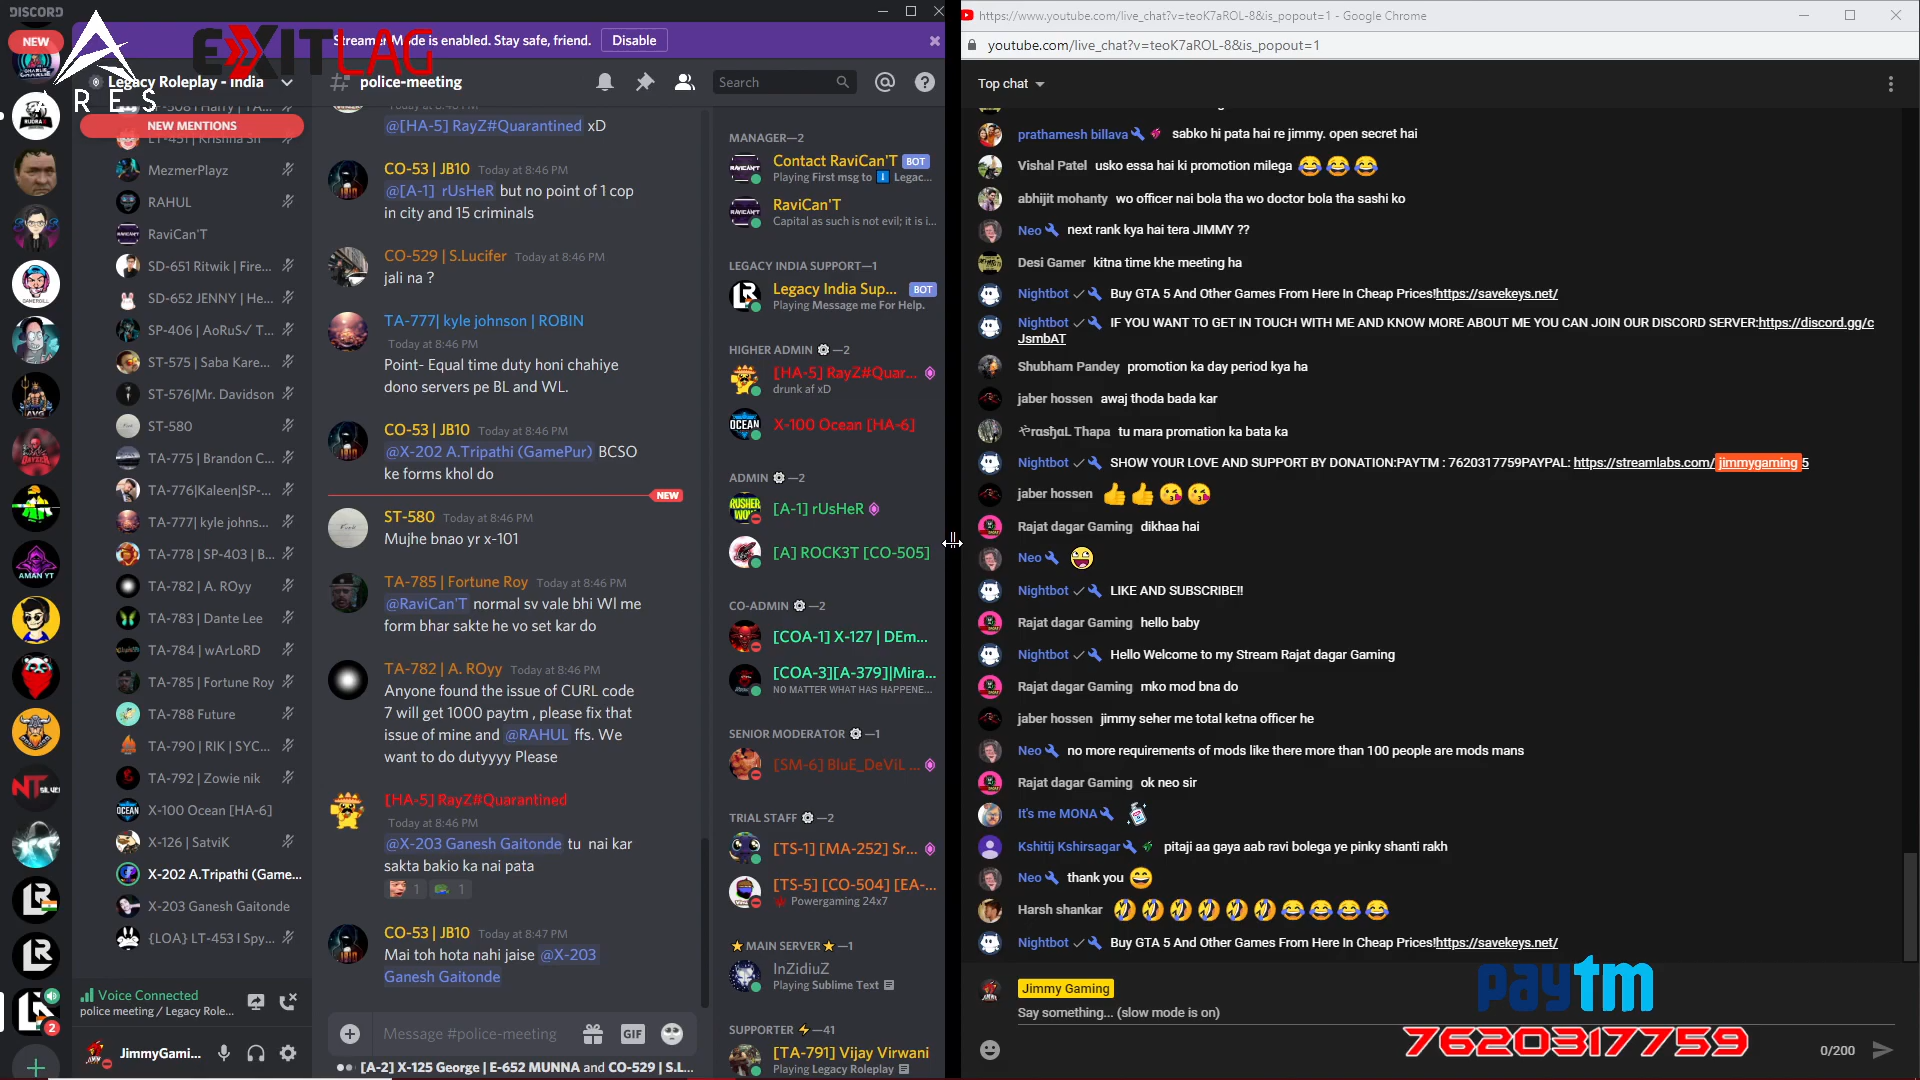 DISCORD
NEW
ARES
EXITLAG
Streamer Mode is enabled. Stay safe, friend.
Disable
Legacy Roleplay - India
NEW MENTIONS
LT-451 | Krishna Sh
MezmerPlayz
RAHUL
RaviCan'T
SD-651 Ritwik | Fire...
SD-652 JENNY | He...
SP-406 | AoRuS✓ T...
ST-575 | Saba Kare...
ST-576|Mr. Davidson
ST-580
TA-775 | Brandon C...
TA-776|Kaleen|SP-...
TA-777| kyle johns...
TA-778 | SP-403 | B...
TA-782 | A. ROyy
TA-783 | Dante Lee
TA-784 | wArLoRD
TA-785 | Fortune Roy
TA-788 Future
TA-790 | RIK | SYC...
TA-792 | Zowie nik
X-100 Ocean [HA-6]
X-126 | SatviK
X-202 A.Tripathi (Game...
X-203 Ganesh Gaitonde
{LOA} LT-453 I Spy...
Voice Connected
police meeting / Legacy Role...
JimmyGami...
2
# police-meeting
Search
@[HA-5] RayZ#Quarantined xD
CO-53 | JB10 Today at 8:46 PM
@[A-1] rUsHeR but no point of 1 cop
in city and 15 criminals
CO-529 | S.Lucifer Today at 8:46 PM
jali na ?
TA-777| kyle johnson | ROBIN
Today at 8:46 PM
Point- Equal time duty honi chahiye
dono servers pe BL and WL.
CO-53 | JB10 Today at 8:46 PM
@X-202 A.Tripathi (GamePur) BCSO
ke forms khol do
NEW
ST-580 Today at 8:46 PM
Mujhe bnao yr x-101
TA-785 | Fortune Roy Today at 8:46 PM
@RaviCan'T normal sv vale bhi Wl me
form bhar sakte he vo set kar do
TA-782 | A. ROyy Today at 8:46 PM
Anyone found the issue of CURL code
7 will get 1000 paytm , please fix that
issue of mine and @RAHUL ffs. We
want to do dutyyyy Please
[HA-5] RayZ#Quarantined
Today at 8:46 PM
@X-203 Ganesh Gaitonde tu nai kar
sakta bakio ka nai pata
1 1
CO-53 | JB10 Today at 8:47 PM
Mai toh hota nahi jaise @X-203
Ganesh Gaitonde
Message #police-meeting
GIF
[A-2] X-125 George | E-652 MUNNA and CO-529 | S.L...
MANAGER—2
Contact RaviCan'T BOT
Playing First msg to Legac...
RaviCan'T
Capital as such is not evil; it is i...
LEGACY INDIA SUPPORT—1
Legacy India Sup... BOT
Playing Message me For Help.
HIGHER ADMIN —2
[HA-5] RayZ#Quar...
drunk af xD
X-100 Ocean [HA-6]
ADMIN —2
[A-1] rUsHeR
[A] ROCK3T [CO-505]
CO-ADMIN —2
[COA-1] X-127 | DEm...
[COA-3][A-379]|Mira...
NO MATTER WHAT HAS HAPPENE...
SENIOR MODERATOR —1
[SM-6] BluE_DeViL ...
TRIAL STAFF —2
[TS-1] [MA-252] Sr...
[TS-5] [CO-504] [EA-...
Powergaming 24x7
⭐MAIN SERVER⭐—1
InZidiuZ
Playing Sublime Text
SUPPORTER ⚡—41
[TA-791] Vijay Virwani
Playing Legacy Roleplay
https://www.youtube.com/live_chat?v=teoK7aROL-8&is_popout=1 - Google Chrome
youtube.com/live_chat?v=teoK7aROL-8&is_popout=1
Top chat
prathamesh billava sabko hi pata hai re jimmy. open secret hai
Vishal Patel usko essa hai ki promotion milega 😂😂😂
abhijit mohanty wo officer nai bola tha wo doctor bola tha sashi ko
Neo next rank kya hai tera JIMMY ??
Desi Gamer kitna time khe meeting ha
Nightbot Buy GTA 5 And Other Games From Here In Cheap Prices!https://savekeys.net/
Nightbot IF YOU WANT TO GET IN TOUCH WITH ME AND KNOW MORE ABOUT ME YOU CAN JOIN OUR DISCORD SERVER:https://discord.gg/c
JsmbAT
Shubham Pandey promotion ka day period kya ha
jaber hossen awaj thoda bada kar
Thapa tu mara promation ka bata ka
Nightbot SHOW YOUR LOVE AND SUPPORT BY DONATION:PAYTM : 7620317759PAYPAL: https://streamlabs.com/jimmygaming5
jaber hossen 👍👍😘😘
Rajat dagar Gaming dikhaa hai
Neo 😆
Nightbot LIKE AND SUBSCRIBE!!
Rajat dagar Gaming hello baby
Nightbot Hello Welcome to my Stream Rajat dagar Gaming
Rajat dagar Gaming mko mod bna do
jaber hossen jimmy seher me total ketna officer he
Neo no more requirements of mods like there more than 100 people are mods mans
Rajat dagar Gaming ok neo sir
It's me MONA
Kshitij Kshirsagar pitaji aa gaya aab ravi bolega ye pinky shanti rakh
Neo thank you 😄
Harsh shankar 🤣🤣🤣🤣🤣🤣😂😂😂😂
Nightbot Buy GTA 5 And Other Games From Here In Cheap Prices!https://savekeys.net/
Jimmy Gaming
Say something... (slow mode is on)
0/200
paytm
7620317759